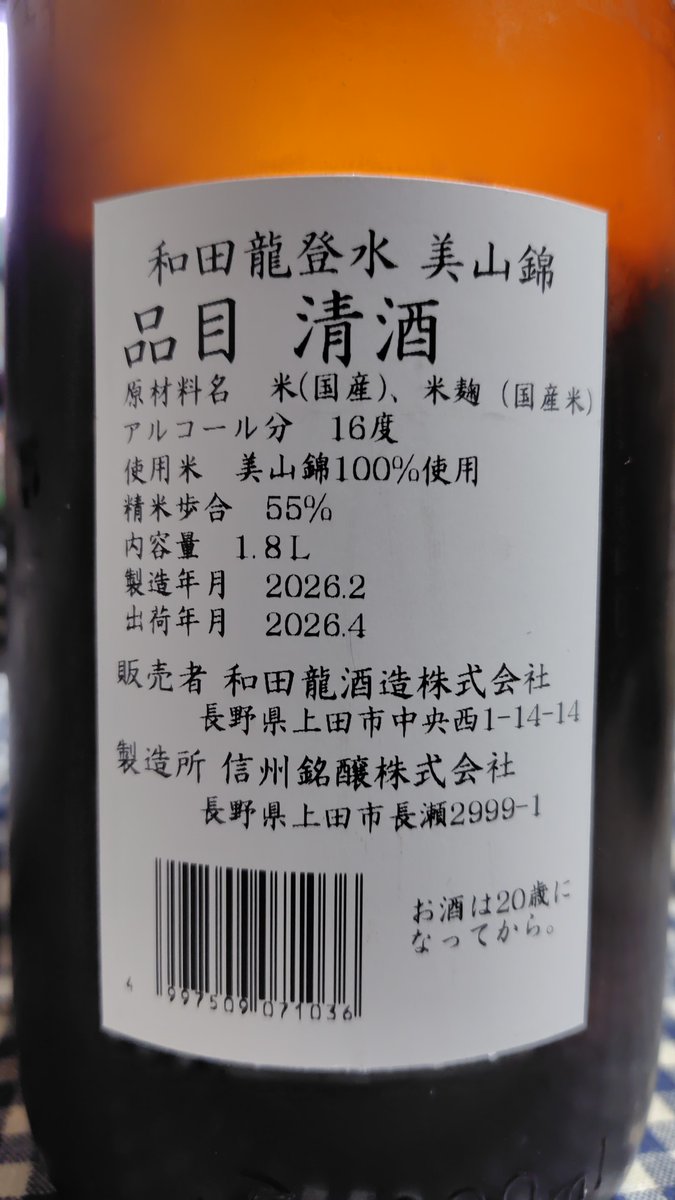 和田龍登水 美山錦
品目 清酒
原材料名 米(国産)、米麹(国産米)
アルコール分 16度
使用米 美山錦100%使用
精米歩合 55%
内容量 1.8L
製造年月 2026.2
出荷年月 2026.4
販売者 和田龍酒造株式会社
長野県上田市中央西1-14-14
製造所 信州銘醸株式会社
長野県上田市長瀬2999-1
お酒は20歳に
なってから。
4 997509 071036